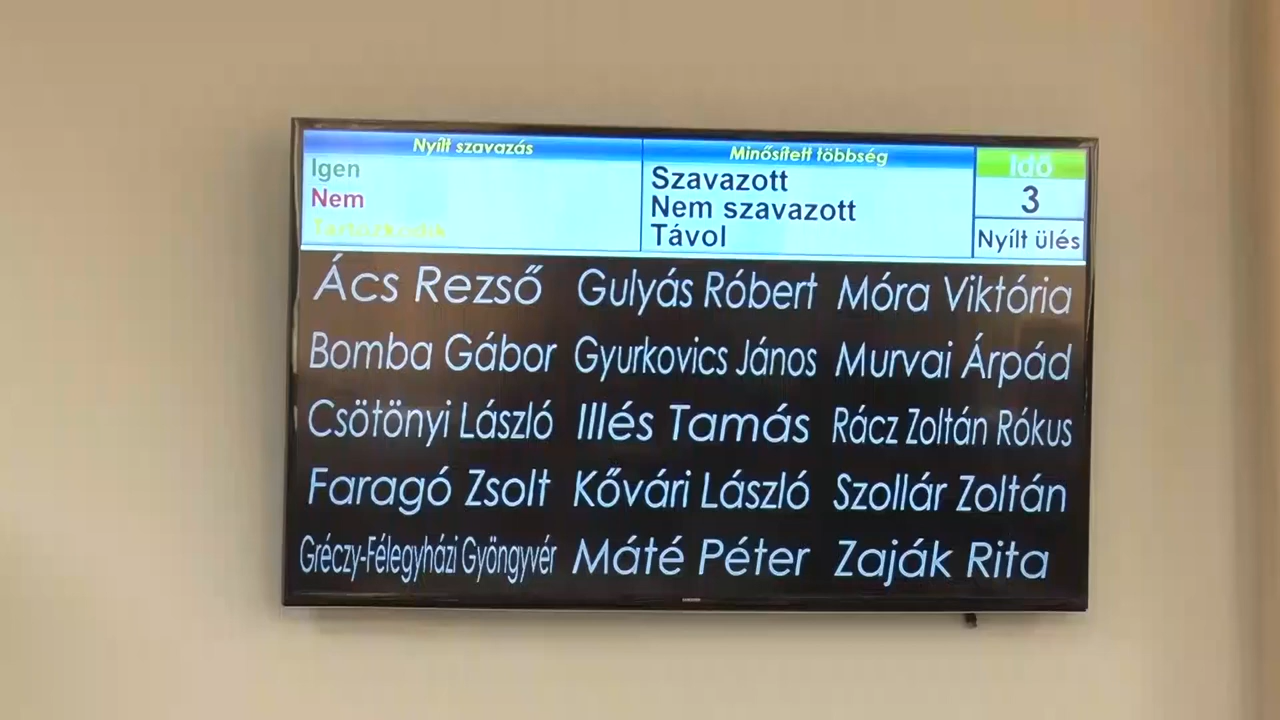 Nyílt szavazás
Igen
Nem
Tartózkodik
Minősített többség
Szavazott
Nem szavazott
Távol
Idő
3
Nyílt ülés
Ács Rezső Gulyás Róbert Móra Viktória
Bomba Gábor Gyurkovics János Murvai Árpád
Csötönyi László Illés Tamás Rácz Zoltán Rókus
Faragó Zsolt Kővári László Szollár Zoltán
Gréczy-Félegyházi Gyöngyvér Máté Péter Zaják Rita
SAMSUNG